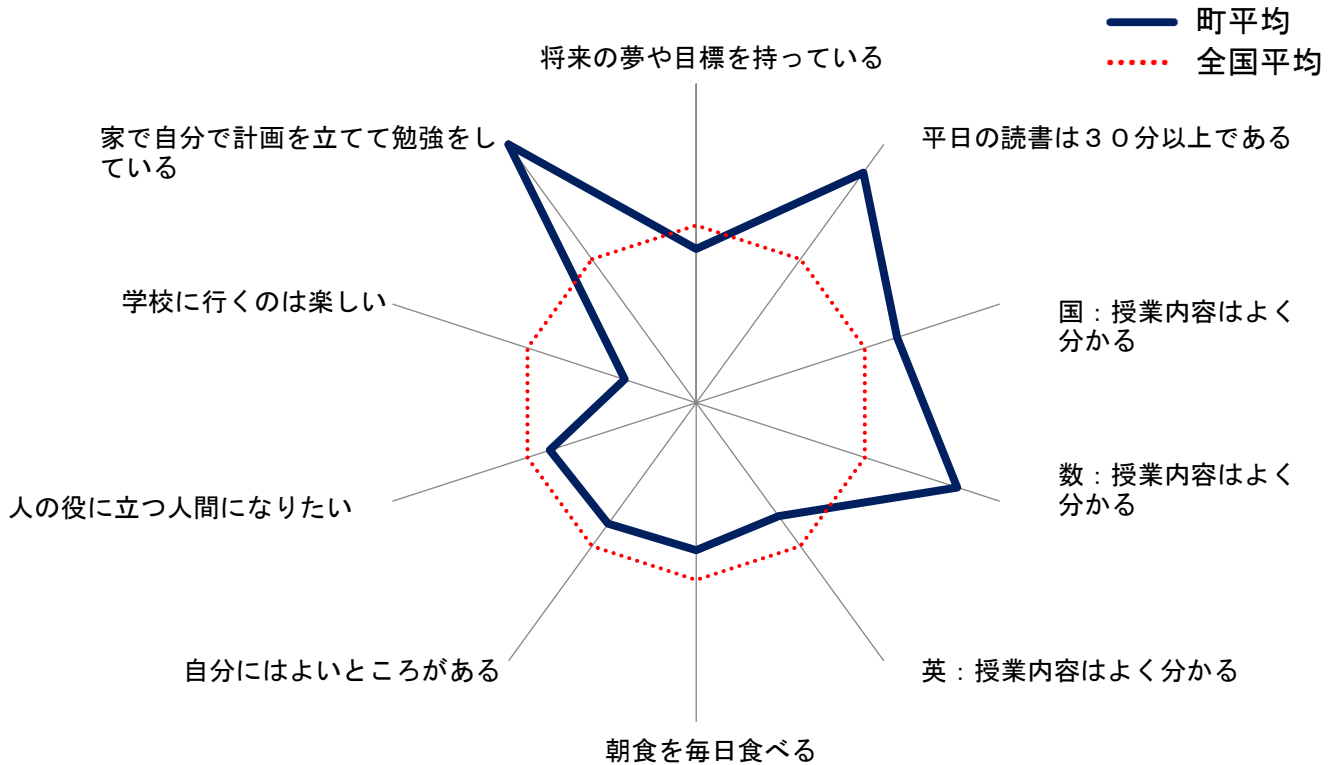 町平均
全国平均
将来の夢や目標を持っている
平日の読書は３０分以上である
国：授業内容はよく
分かる
数：授業内容はよく
分かる
英：授業内容はよく分かる
朝食を毎日食べる
自分にはよいところがある
人の役に立つ人間になりたい
学校に行くのは楽しい
家で自分で計画を立てて勉強をし
ている